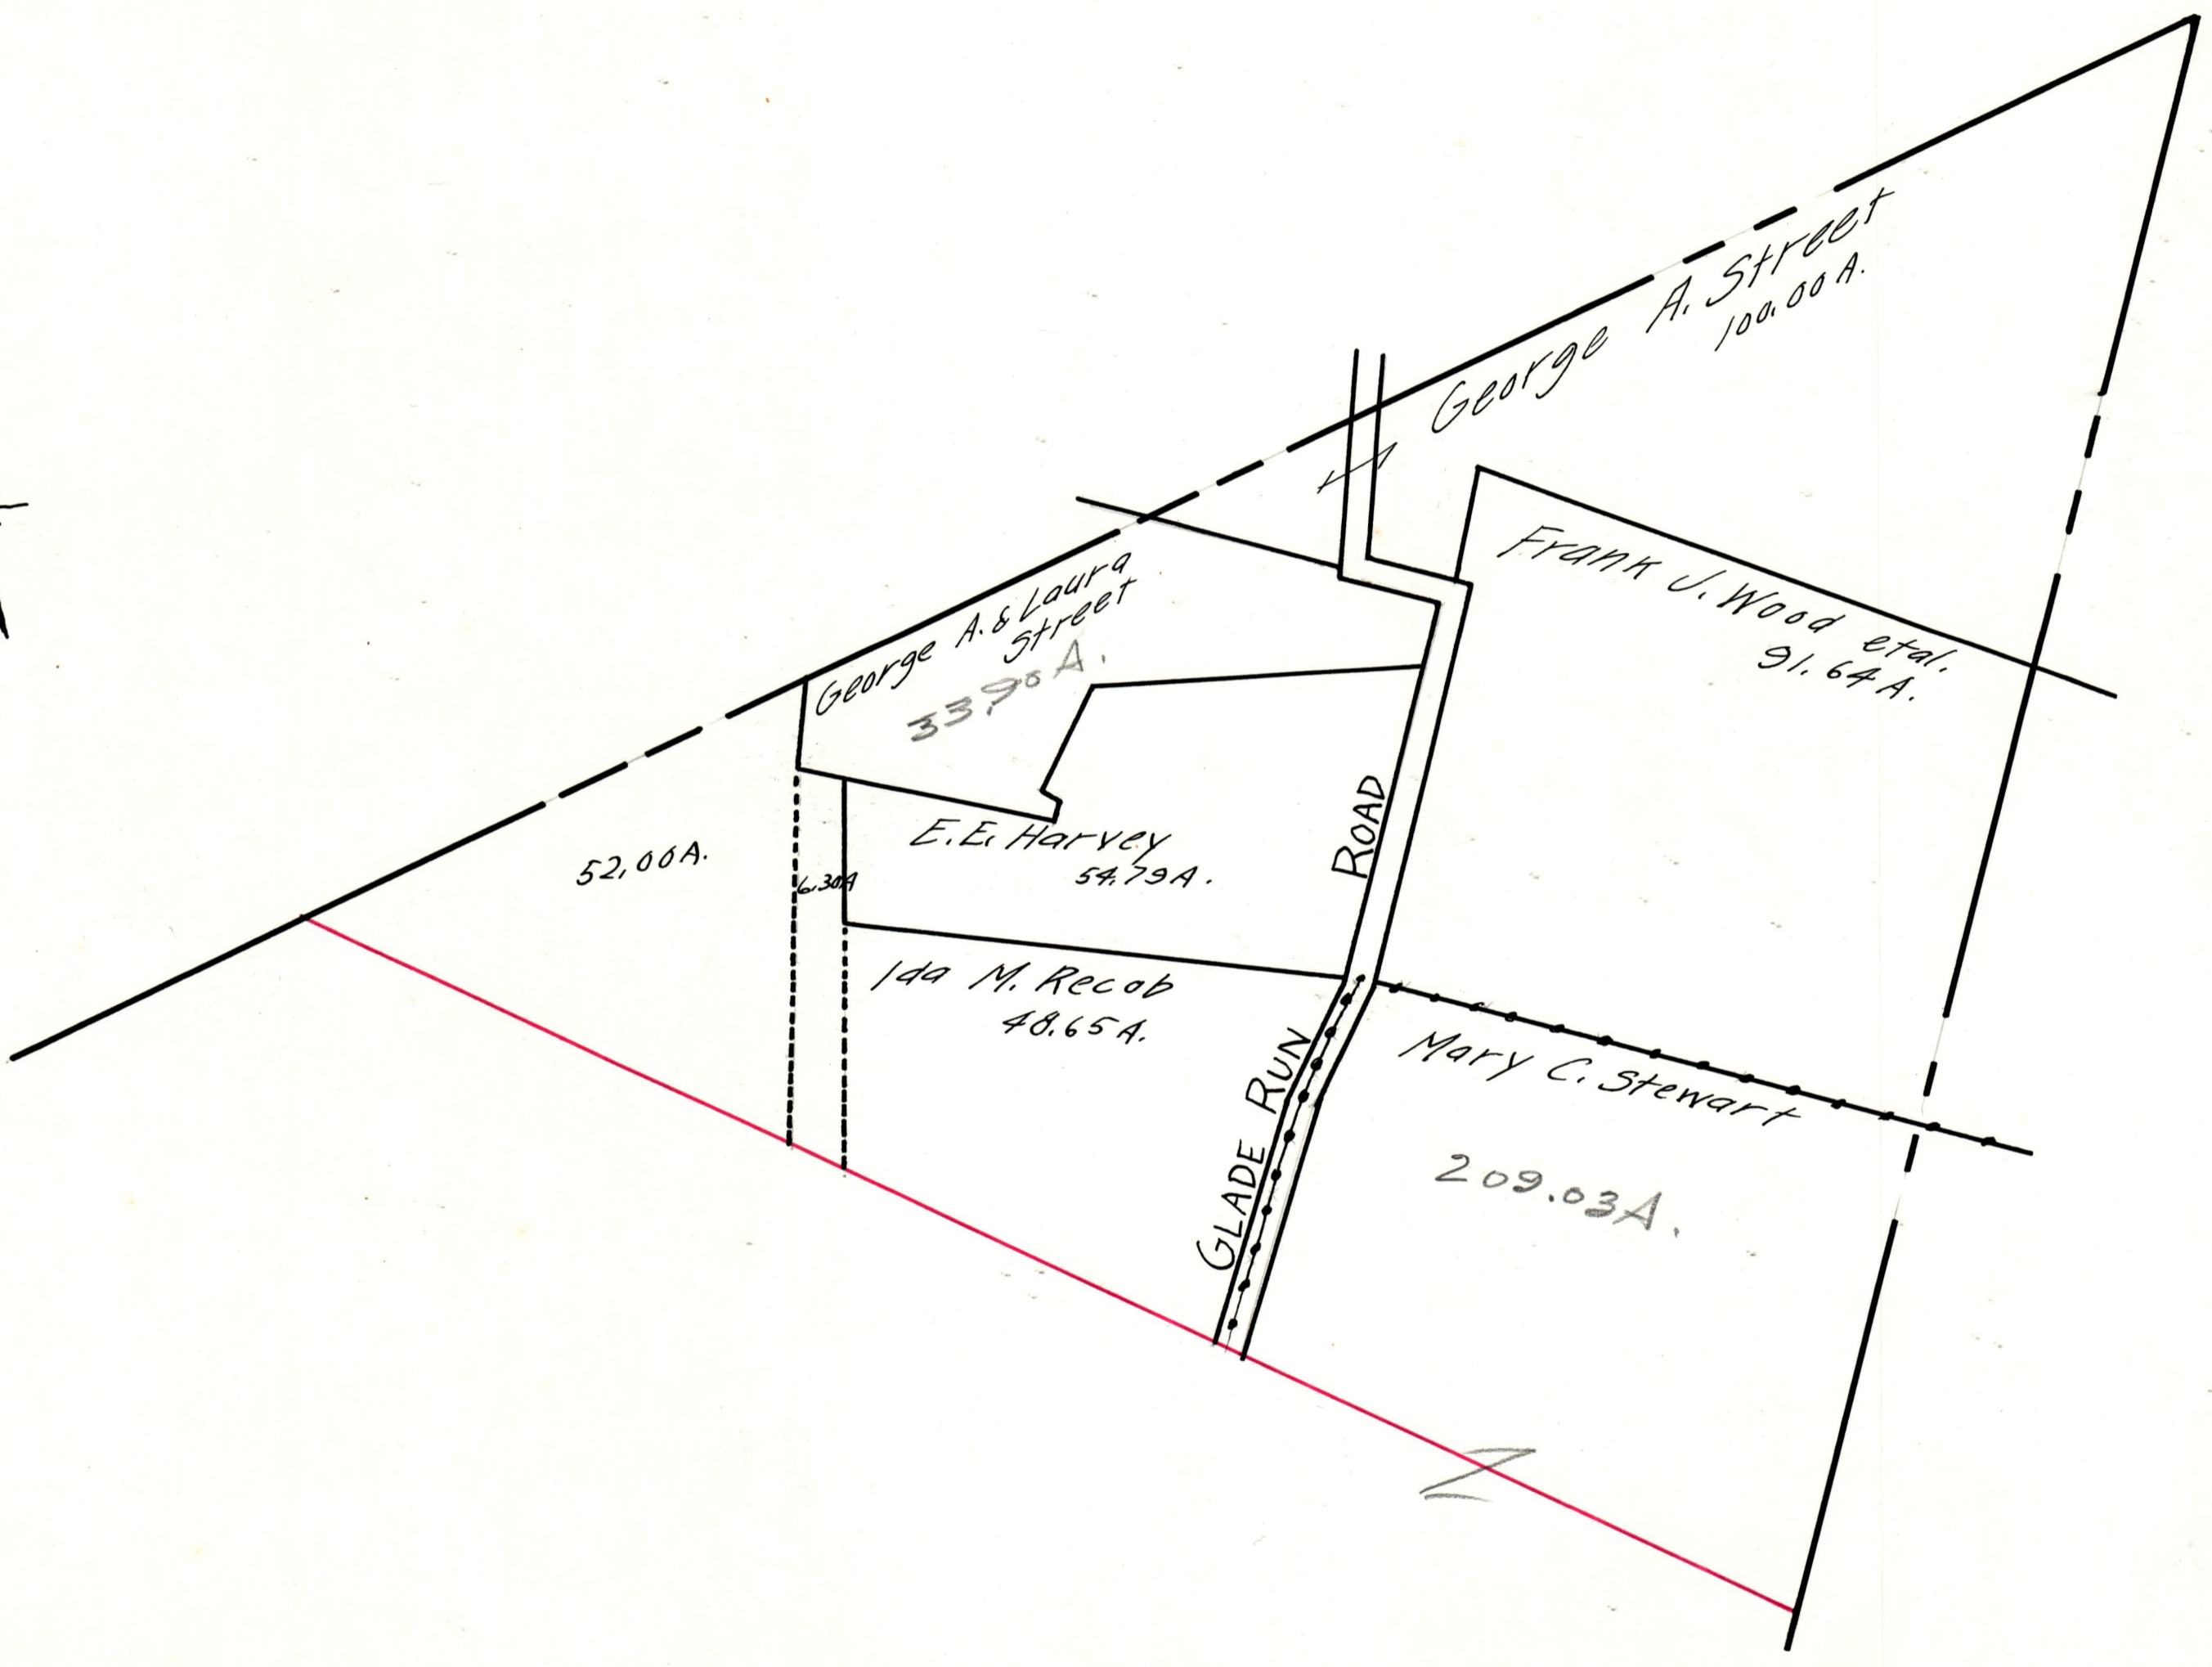 George A. Street
100.00 A.
Frank J. Wood etal.
91.64 A.
George A. & Laura
Street
33.90 A.
ROAD
E.E. Harvey
54.79 A.
52.00 A.
6.30 A
Ida M. Recob
48.65 A.
GLADE RUN
Mary C. Stewart
209.03 A.
Z